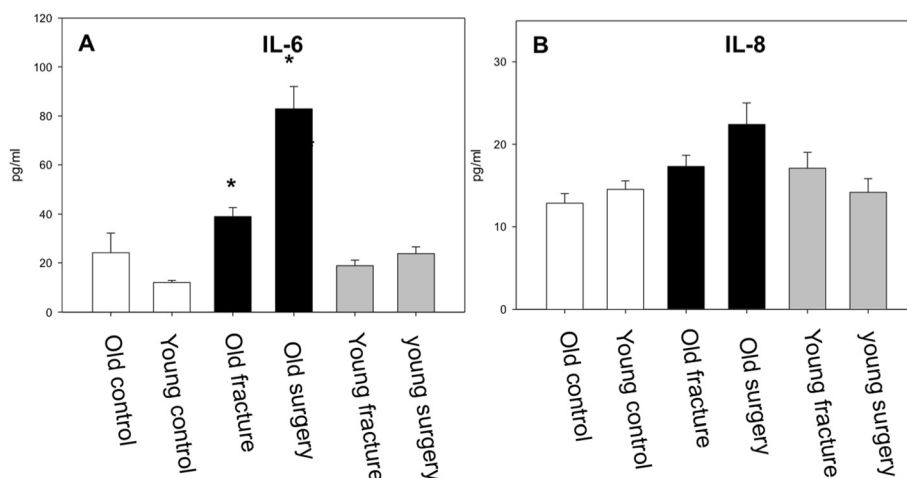 A
IL-6
120
100
80
60
40
20
0
pg/ml
*
*
Old control
Young control
Old fracture
Old surgery
Young fracture
young surgery
B
IL-8
30
20
10
0
pg/ml
Old control
Young control
Old fracture
Old surgery
Young fracture
young surgery